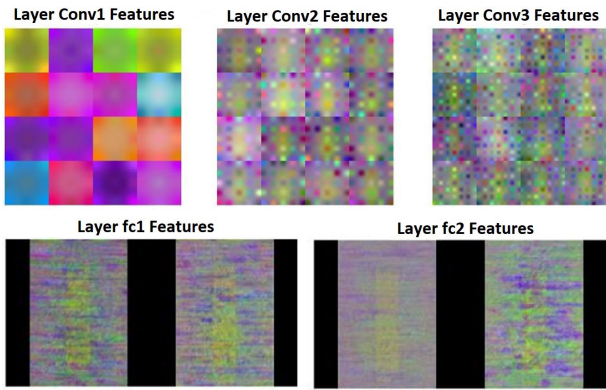 Layer Conv1 Features
Layer Conv2 Features
Layer Conv3 Features
Layer fc1 Features
Layer fc2 Features